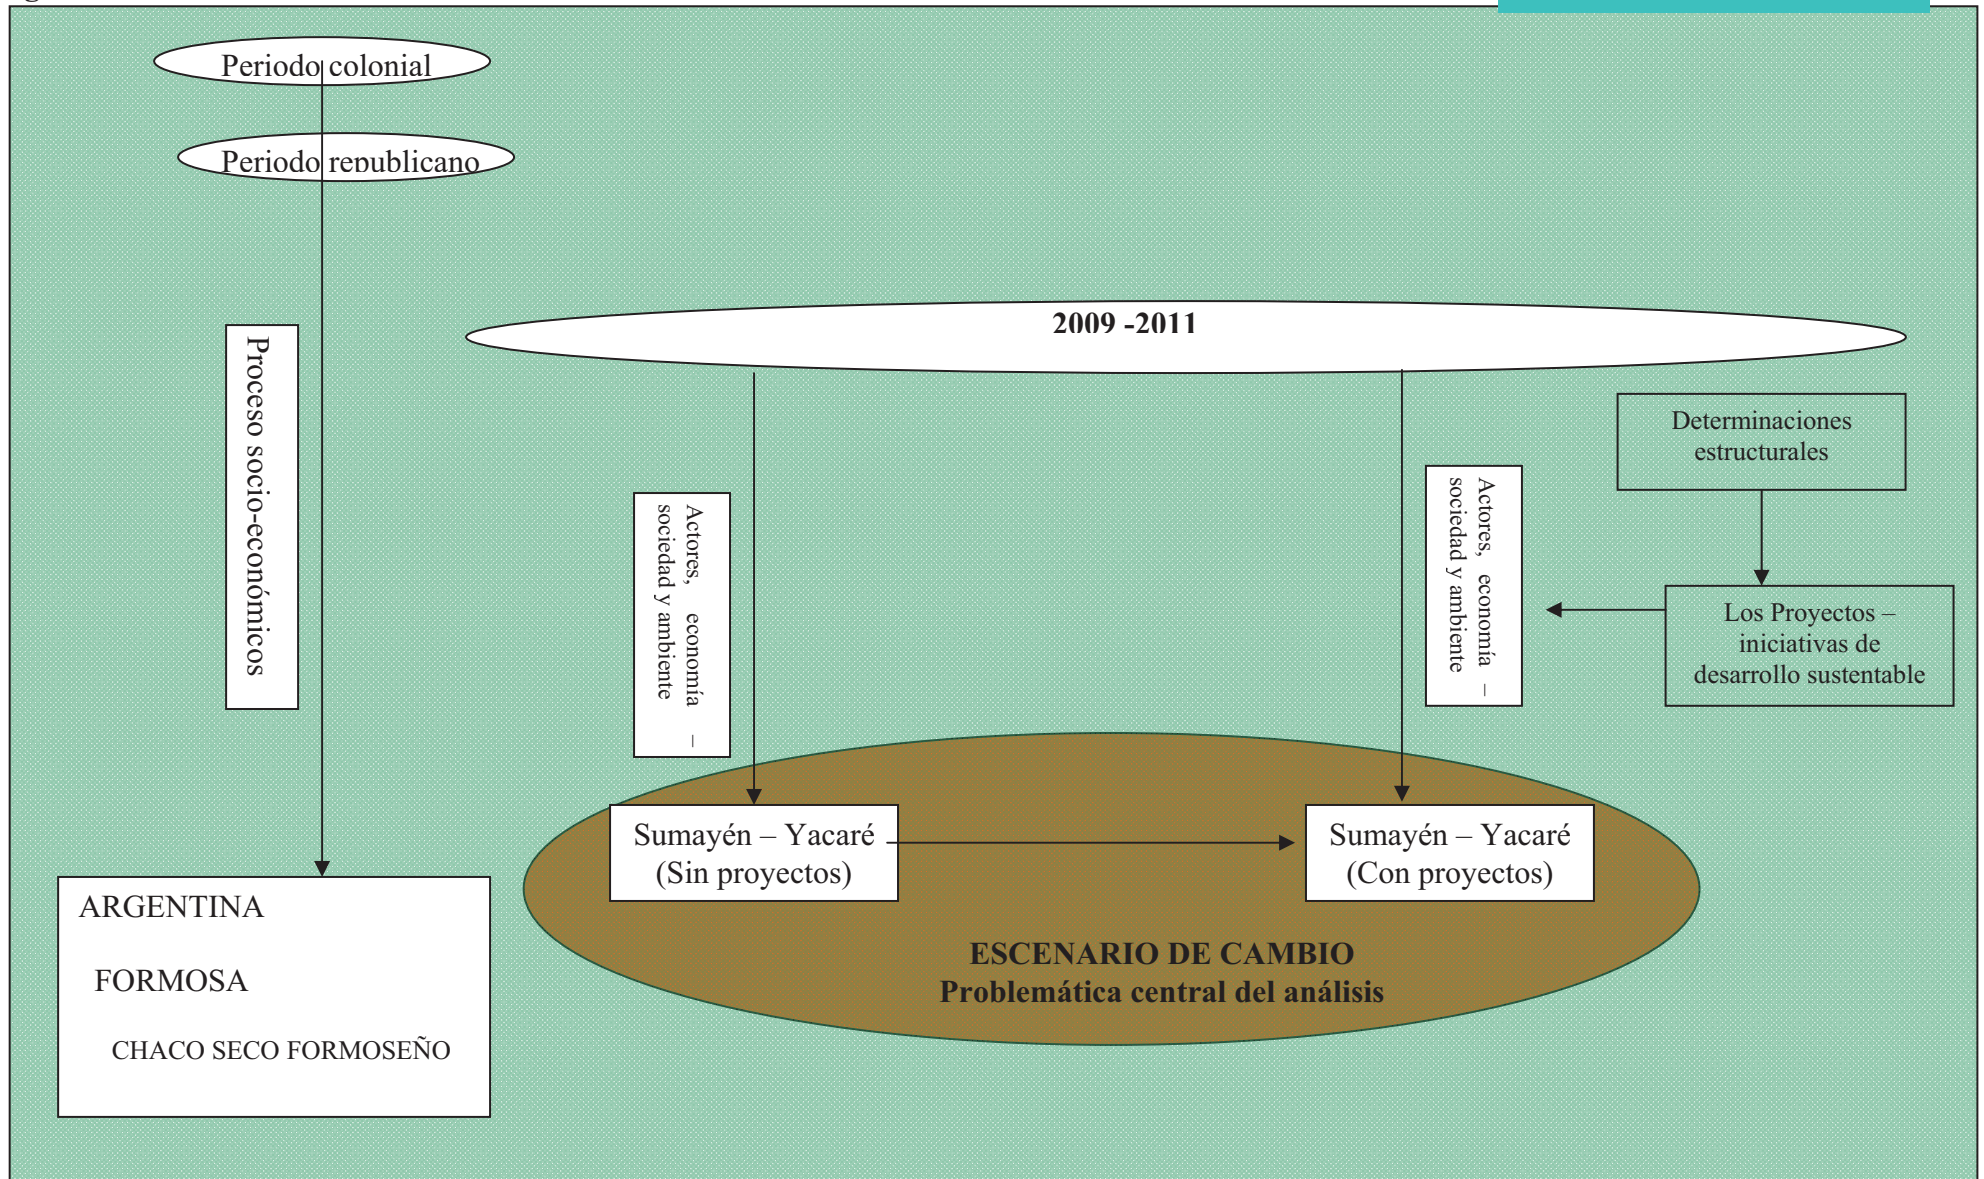 Periodo colonial
Periodo republicano
Proceso socio-económicos
ARGENTINA
FORMOSA
CHACO SECO FORMOSEÑO
2009 -2011
Actores, economía –
sociedad y ambiente
Actores, economía –
sociedad y ambiente
Determinaciones
estructurales
Los Proyectos –
iniciativas de
desarrollo sustentable
Sumayén – Yacaré
(Sin proyectos)
Sumayén – Yacaré
(Con proyectos)
ESCENARIO DE CAMBIO
Problemática central del análisis